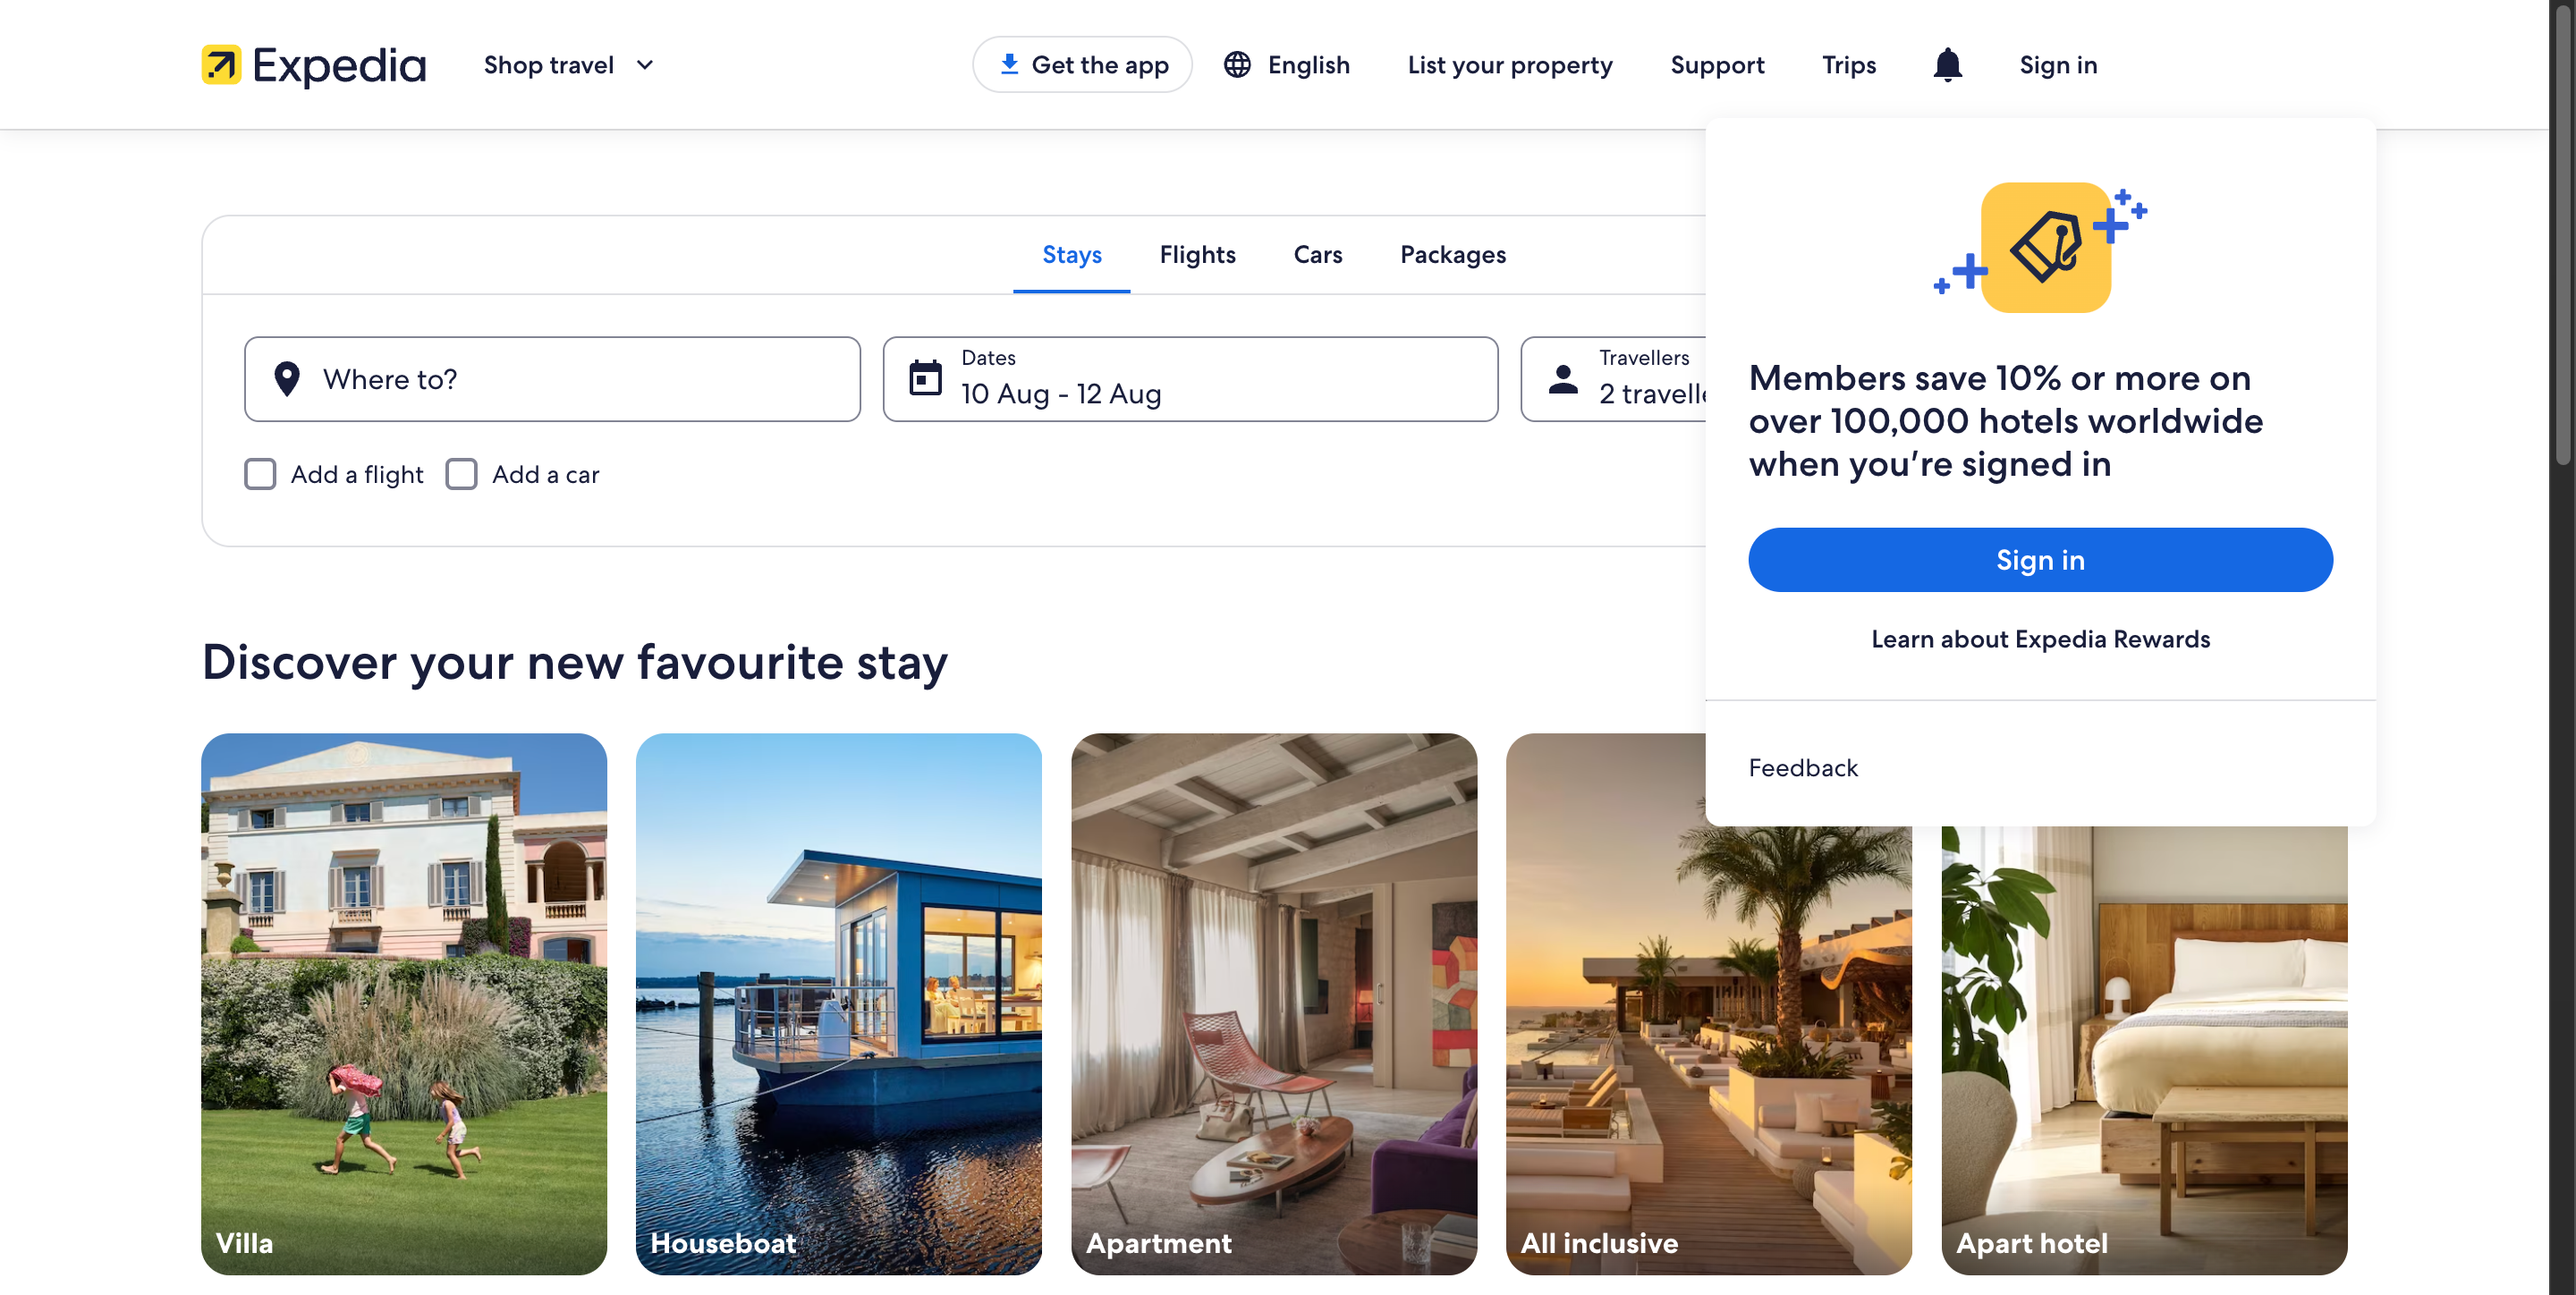 Expedia
Shop travel
Get the app
English
List your property
Support
Trips
Sign in
Stays
Flights
Cars
Packages
Where to?
Dates
10 Aug - 12 Aug
Travellers
2
Add a flight
Add a car
Members save 10% or more on
over 100,000 hotels worldwide
when you're signed in
Sign in
Learn about Expedia Rewards
Feedback
Discover your new favourite stay
Villa
Houseboat
Apartment
All inclusive
Apart hotel